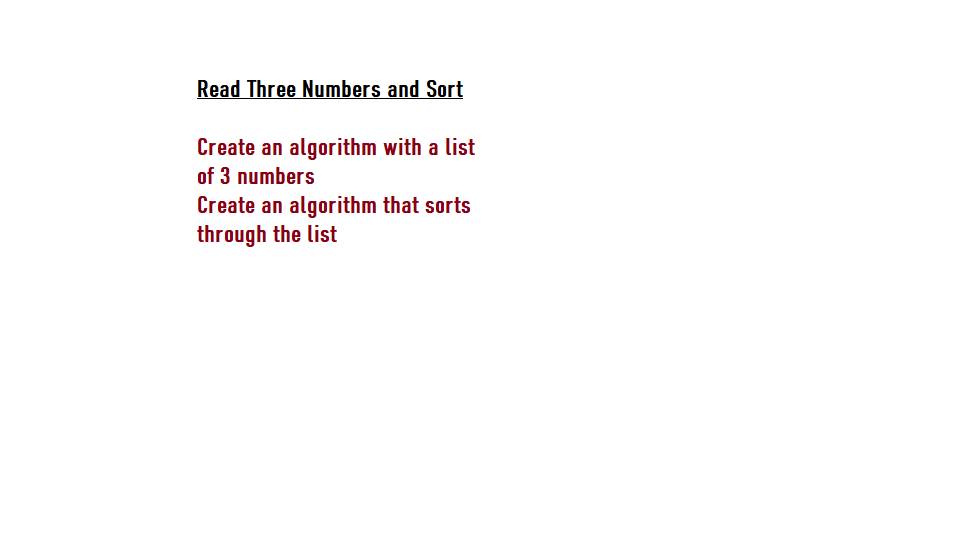 Read Three Numbers and Sort
Create an algorithm with a list
of 3 numbers
Create an algorithm that sorts
through the list